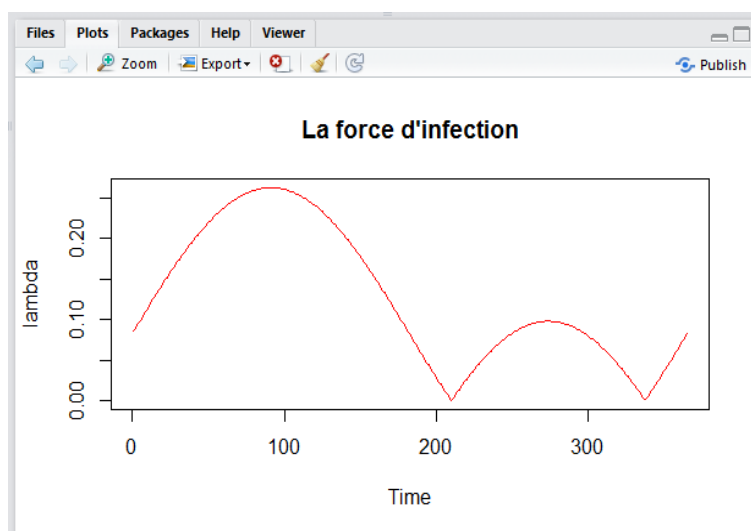 Files Plots Packages Help Viewer
Zoom Export Publish
La force d'infection
lambda
0.20
0.10
0.00
0 100 200 300
Time